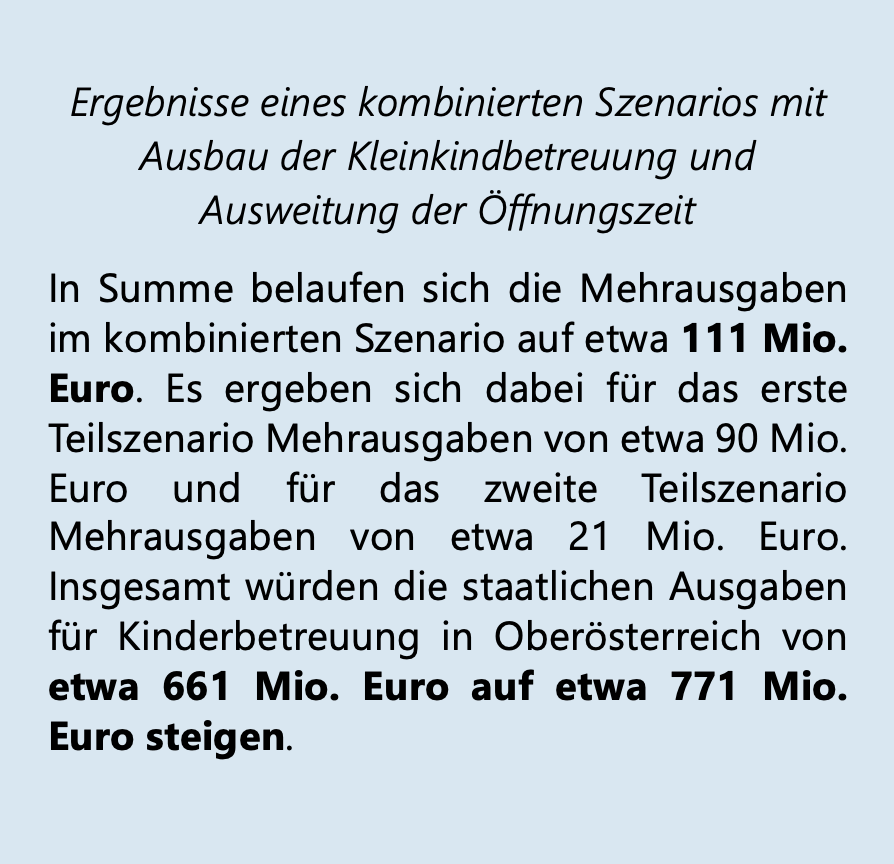 Ergebnisse eines kombinierten Szenarios mit
Ausbau der Kleinkindbetreuung und
Ausweitung der Öffnungszeit
In Summe belaufen sich die Mehrausgaben
im kombinierten Szenario auf etwa 111 Mio.
Euro. Es ergeben sich dabei für das erste
Teilszenario Mehrausgaben von etwa 90 Mio.
Euro und für das zweite Teilszenario
Mehrausgaben von etwa 21 Mio. Euro.
Insgesamt würden die staatlichen Ausgaben
für Kinderbetreuung in Oberösterreich von
etwa 661 Mio. Euro auf etwa 771 Mio.
Euro steigen.